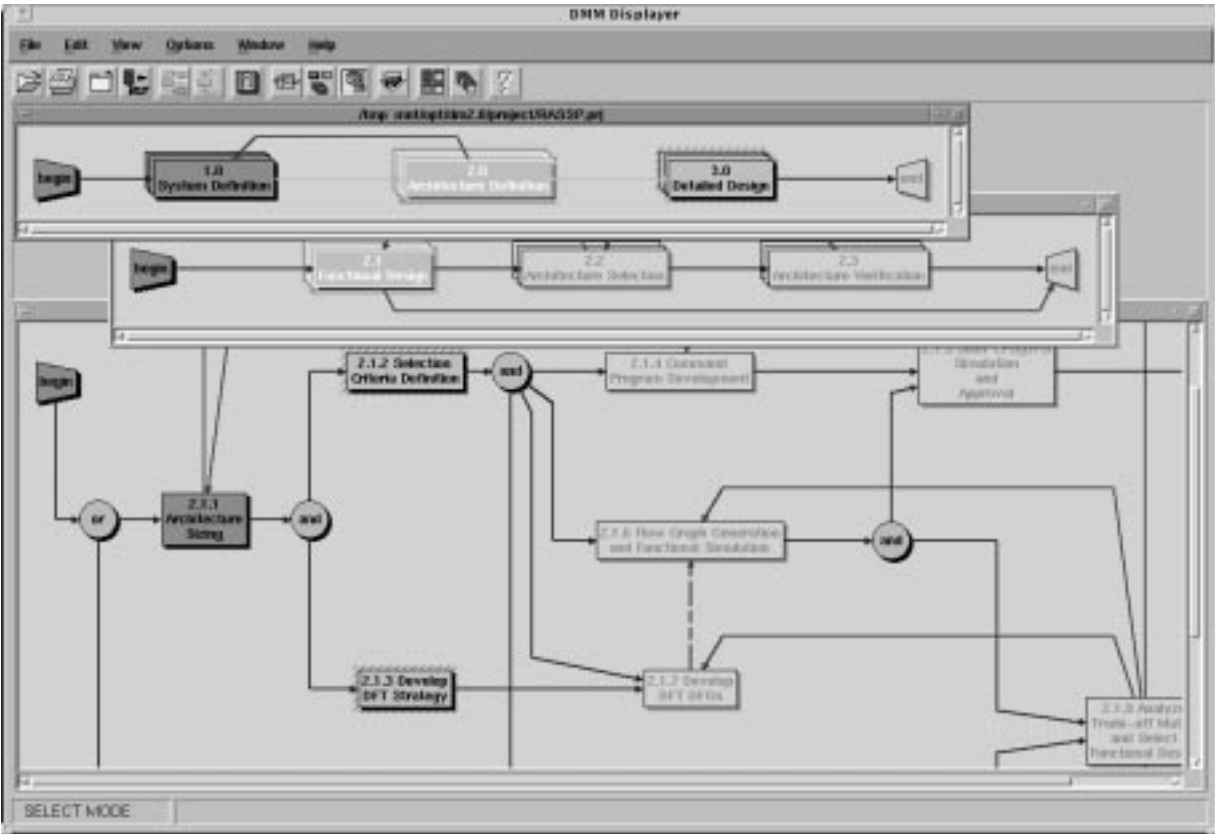 DMM Displayer
File Edit View Options Window Help
begin
1.0
System Definition
2.0
Architecture Definition
3.0
Detailed Design
end
begin
2.1
Functional Design
2.2
Architecture Selection
2.3
Architecture Verification
end
begin
2.1.2 Selection
Criteria Definition
and
2.1.4 Command
Program Development
Simulation
and
Approval
or
2.1.1
Architecture
Sizing
and
2.1.6 Flow Graph Generation
and Functional Simulation
and
2.1.3 Develop
DFT Strategy
Develop
DFT DFGs
Trade-off
and Select
SELECT MODE